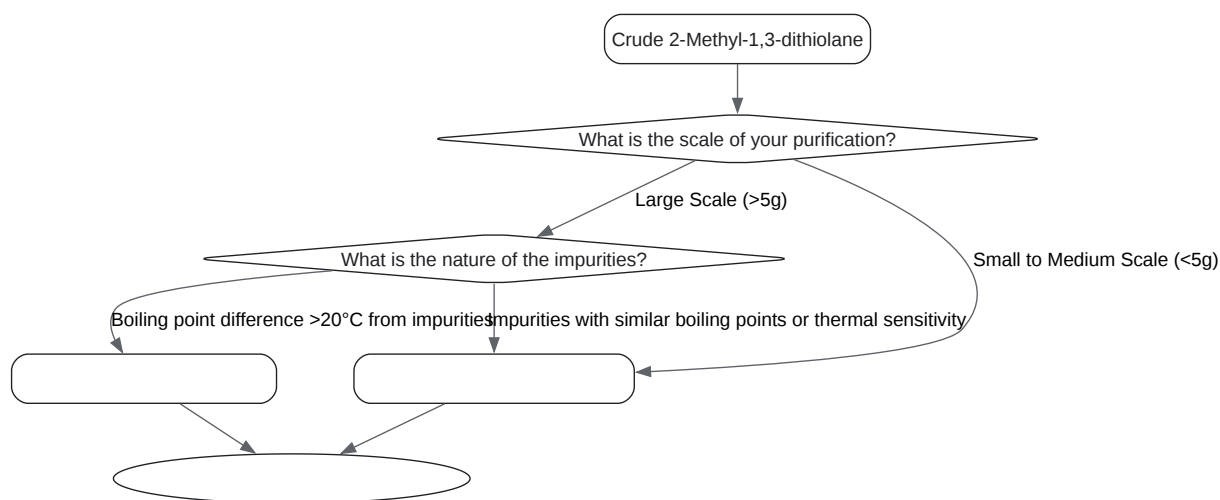 Crude 2-Methyl-1,3-dithiolane
What is the scale of your purification?
Large Scale (>5g)
What is the nature of the impurities?
Small to Medium Scale (<5g)
Boiling point difference >20°C from impurities
Impurities with similar boiling points or thermal sensitivity